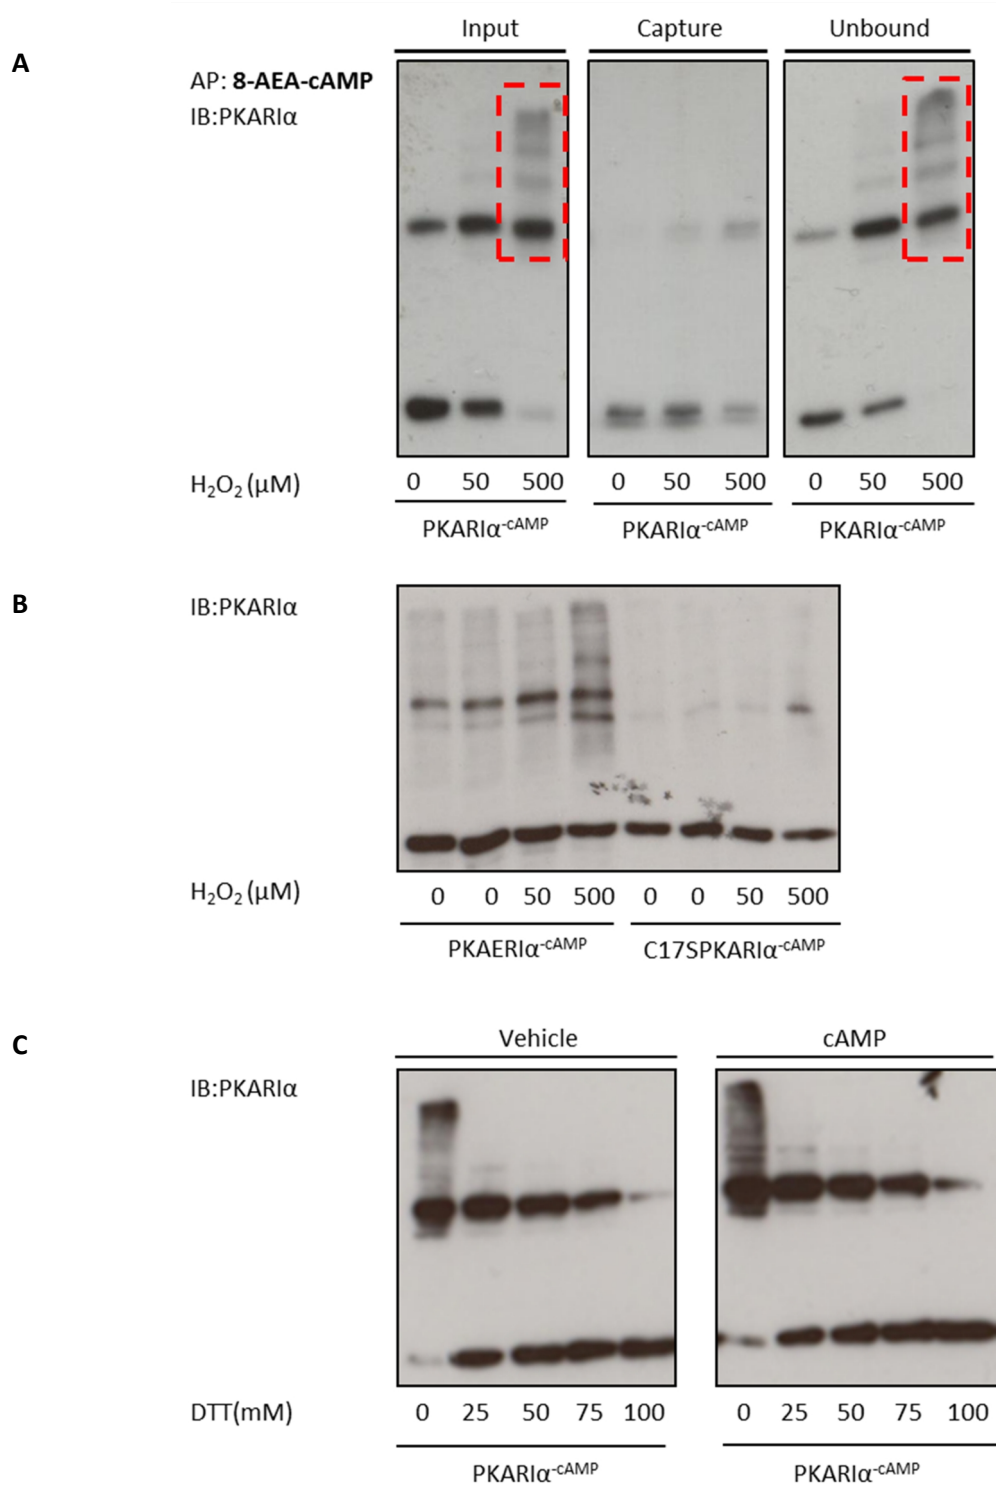 A
Input
Capture
Unbound
AP: 8-AEA-cAMP
IB:PKARIα
H₂O₂ (µM)
0 50 500
0 50 500
0 50 500
PKARIα⁻ᶜᴬᴹᴾ
PKARIα⁻ᶜᴬᴹᴾ
PKARIα⁻ᶜᴬᴹᴾ
B
IB:PKARIα
H₂O₂ (µM)
0 0 50 500 0 0 50 500
PKAERIα⁻ᶜᴬᴹᴾ
C17SPKARIα⁻ᶜᴬᴹᴾ
C
Vehicle
cAMP
IB:PKARIα
DTT(mM)
0 25 50 75 100
0 25 50 75 100
PKARIα⁻ᶜᴬᴹᴾ
PKARIα⁻ᶜᴬᴹᴾ